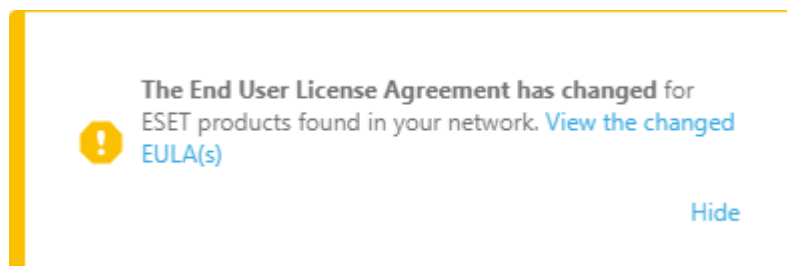 The End User License Agreement has changed for
ESET products found in your network. View the changed
EULA(s)
Hide